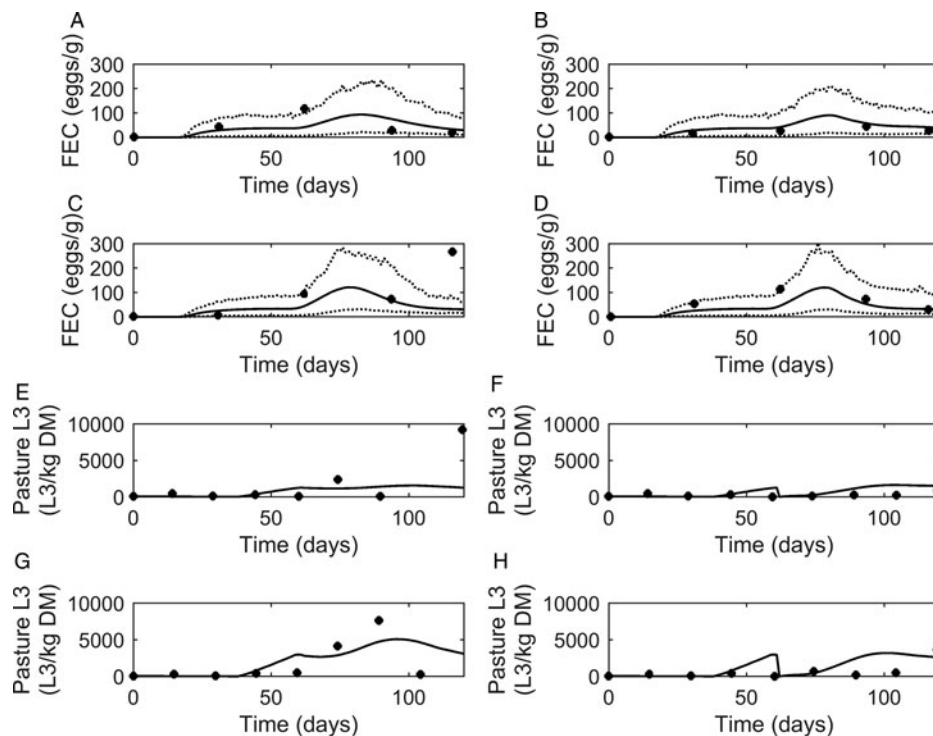 A
B
FEC (eggs/g)
300
200
100
0
0
50
100
Time (days)
FEC (eggs/g)
300
200
100
0
0
50
100
Time (days)
C
D
FEC (eggs/g)
300
200
100
0
0
50
100
Time (days)
FEC (eggs/g)
300
200
100
0
0
50
100
Time (days)
E
F
Pasture L3
(L3/kg DM)
10000
5000
0
0
50
100
Time (days)
Pasture L3
(L3/kg DM)
10000
5000
0
0
50
100
Time (days)
G
H
Pasture L3
(L3/kg DM)
10000
5000
0
0
50
100
Time (days)
Pasture L3
(L3/kg DM)
10000
5000
0
0
50
100
Time (days)